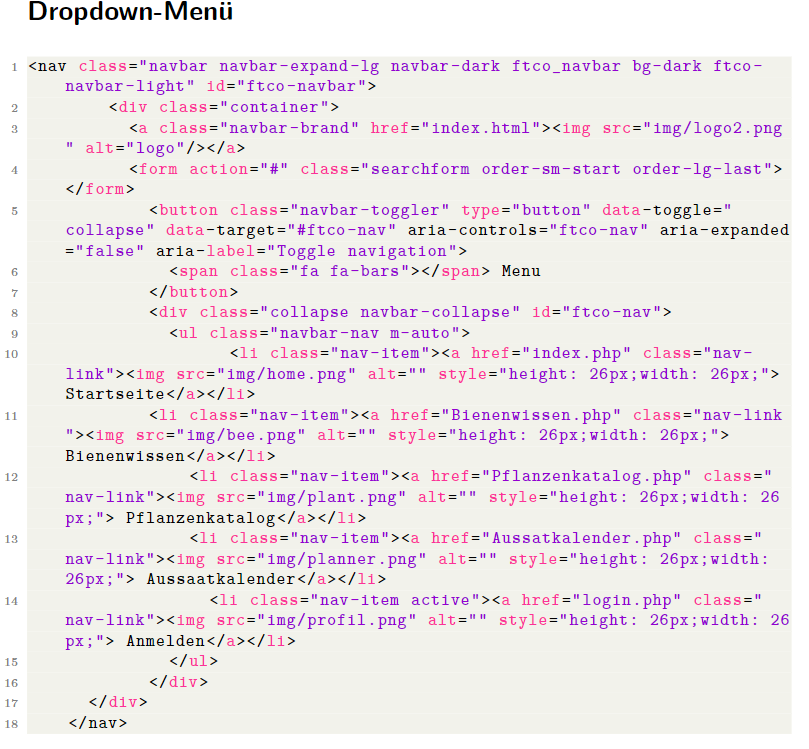 Dropdown-Menü
1 <nav class="navbar navbar-expand-lg navbar-dark ftco_navbar bg-dark ftco-
navbar-light" id="ftco-navbar">
2 <div class="container">
3 <a class="navbar-brand" href="index.html"><img src="img/logo2.png
" alt="logo"/></a>
4 <form action="#" class="searchform order-sm-start order-lg-last">
</form>
5 <button class="navbar-toggler" type="button" data-toggle="
collapse" data-target="#ftco-nav" aria-controls="ftco-nav" aria-expanded
="false" aria-label="Toggle navigation">
6 <span class="fa fa-bars"></span> Menu
7 </button>
8 <div class="collapse navbar-collapse" id="ftco-nav">
9 <ul class="navbar-nav m-auto">
10 <li class="nav-item"><a href="index.php" class="nav-
link"><img src="img/home.png" alt="" style="height: 26px;width: 26px;">
Startseite</a></li>
11 <li class="nav-item"><a href="Bienenwissen.php" class="nav-link
"><img src="img/bee.png" alt="" style="height: 26px;width: 26px;">
Bienenwissen</a></li>
12 <li class="nav-item"><a href="Pflanzenkatalog.php" class="
nav-link"><img src="img/plant.png" alt="" style="height: 26px;width: 26
px;"> Pflanzenkatalog</a></li>
13 <li class="nav-item"><a href="Aussatkalender.php" class="
nav-link"><img src="img/planner.png" alt="" style="height: 26px;width:
26px;"> Aussaatkalender</a></li>
14 <li class="nav-item active"><a href="login.php" class="
nav-link"><img src="img/profil.png" alt="" style="height: 26px;width: 26
px;"> Anmelden</a></li>
15 </ul>
16 </div>
17 </div>
18 </nav>